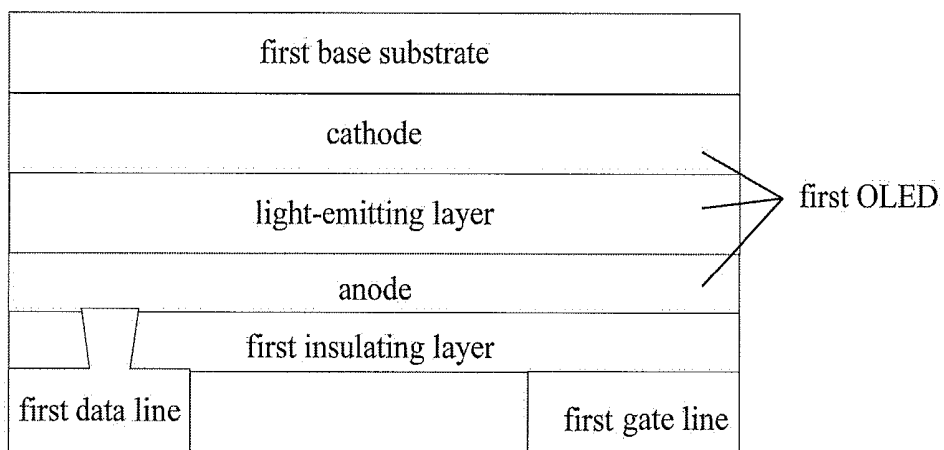 first base substrate
cathode
first OLED
light-emitting layer
anode
first insulating layer
first data line
first gate line